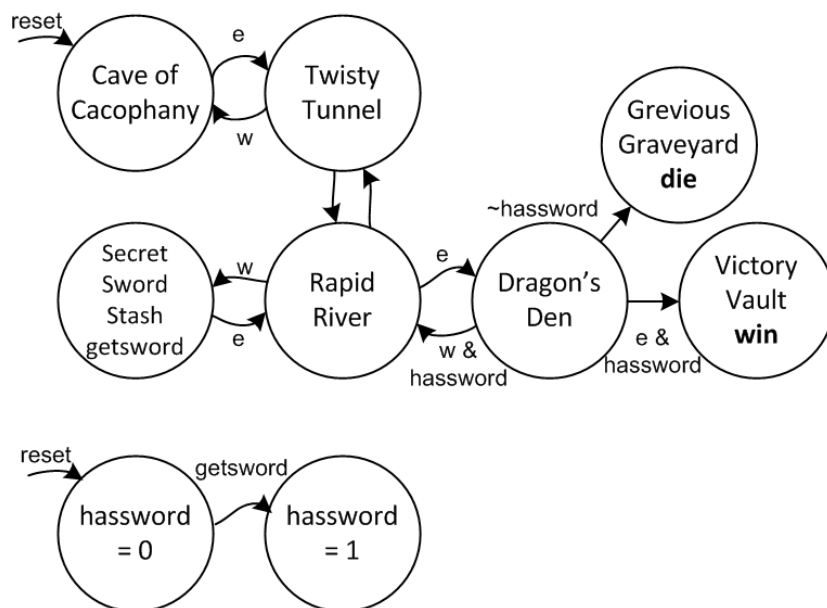 reset
Cave of
Cacophany
e
w
Twisty
Tunnel
Grevious
Graveyard
die
Secret
Sword
Stash
getsword
w
e
Rapid
River
e
w &
hassword
Dragon's
Den
~hassword
e &
hassword
Victory
Vault
win
reset
hassword
= 0
getsword
hassword
= 1